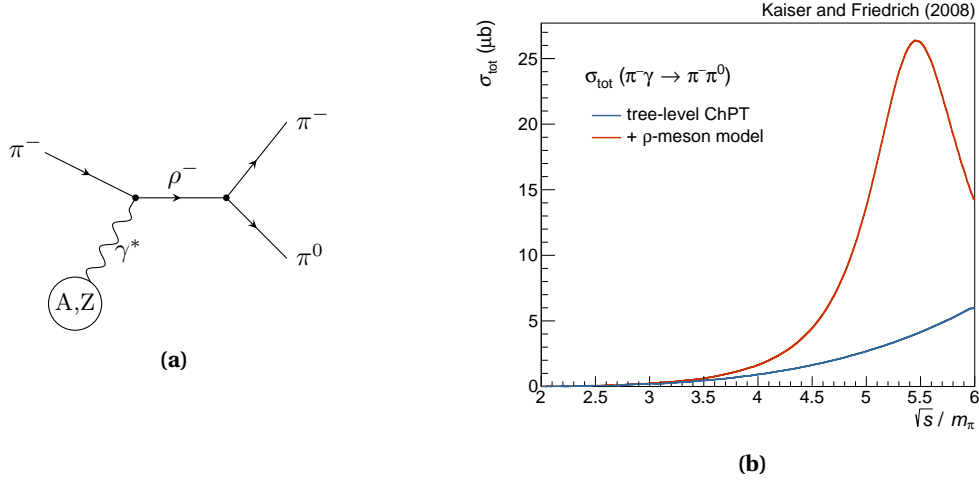 π⁻
ρ⁻
π⁻
γ*
π⁰
A,Z
(a)
Kaiser and Friedrich (2008)
σ_tot (μb)
σ_tot (π⁻γ → π⁻π⁰)
tree-level ChPT
+ ρ-meson model
25
20
15
10
5
0
2 2.5 3 3.5 4 4.5 5 5.5 6
√s / m_π
(b)